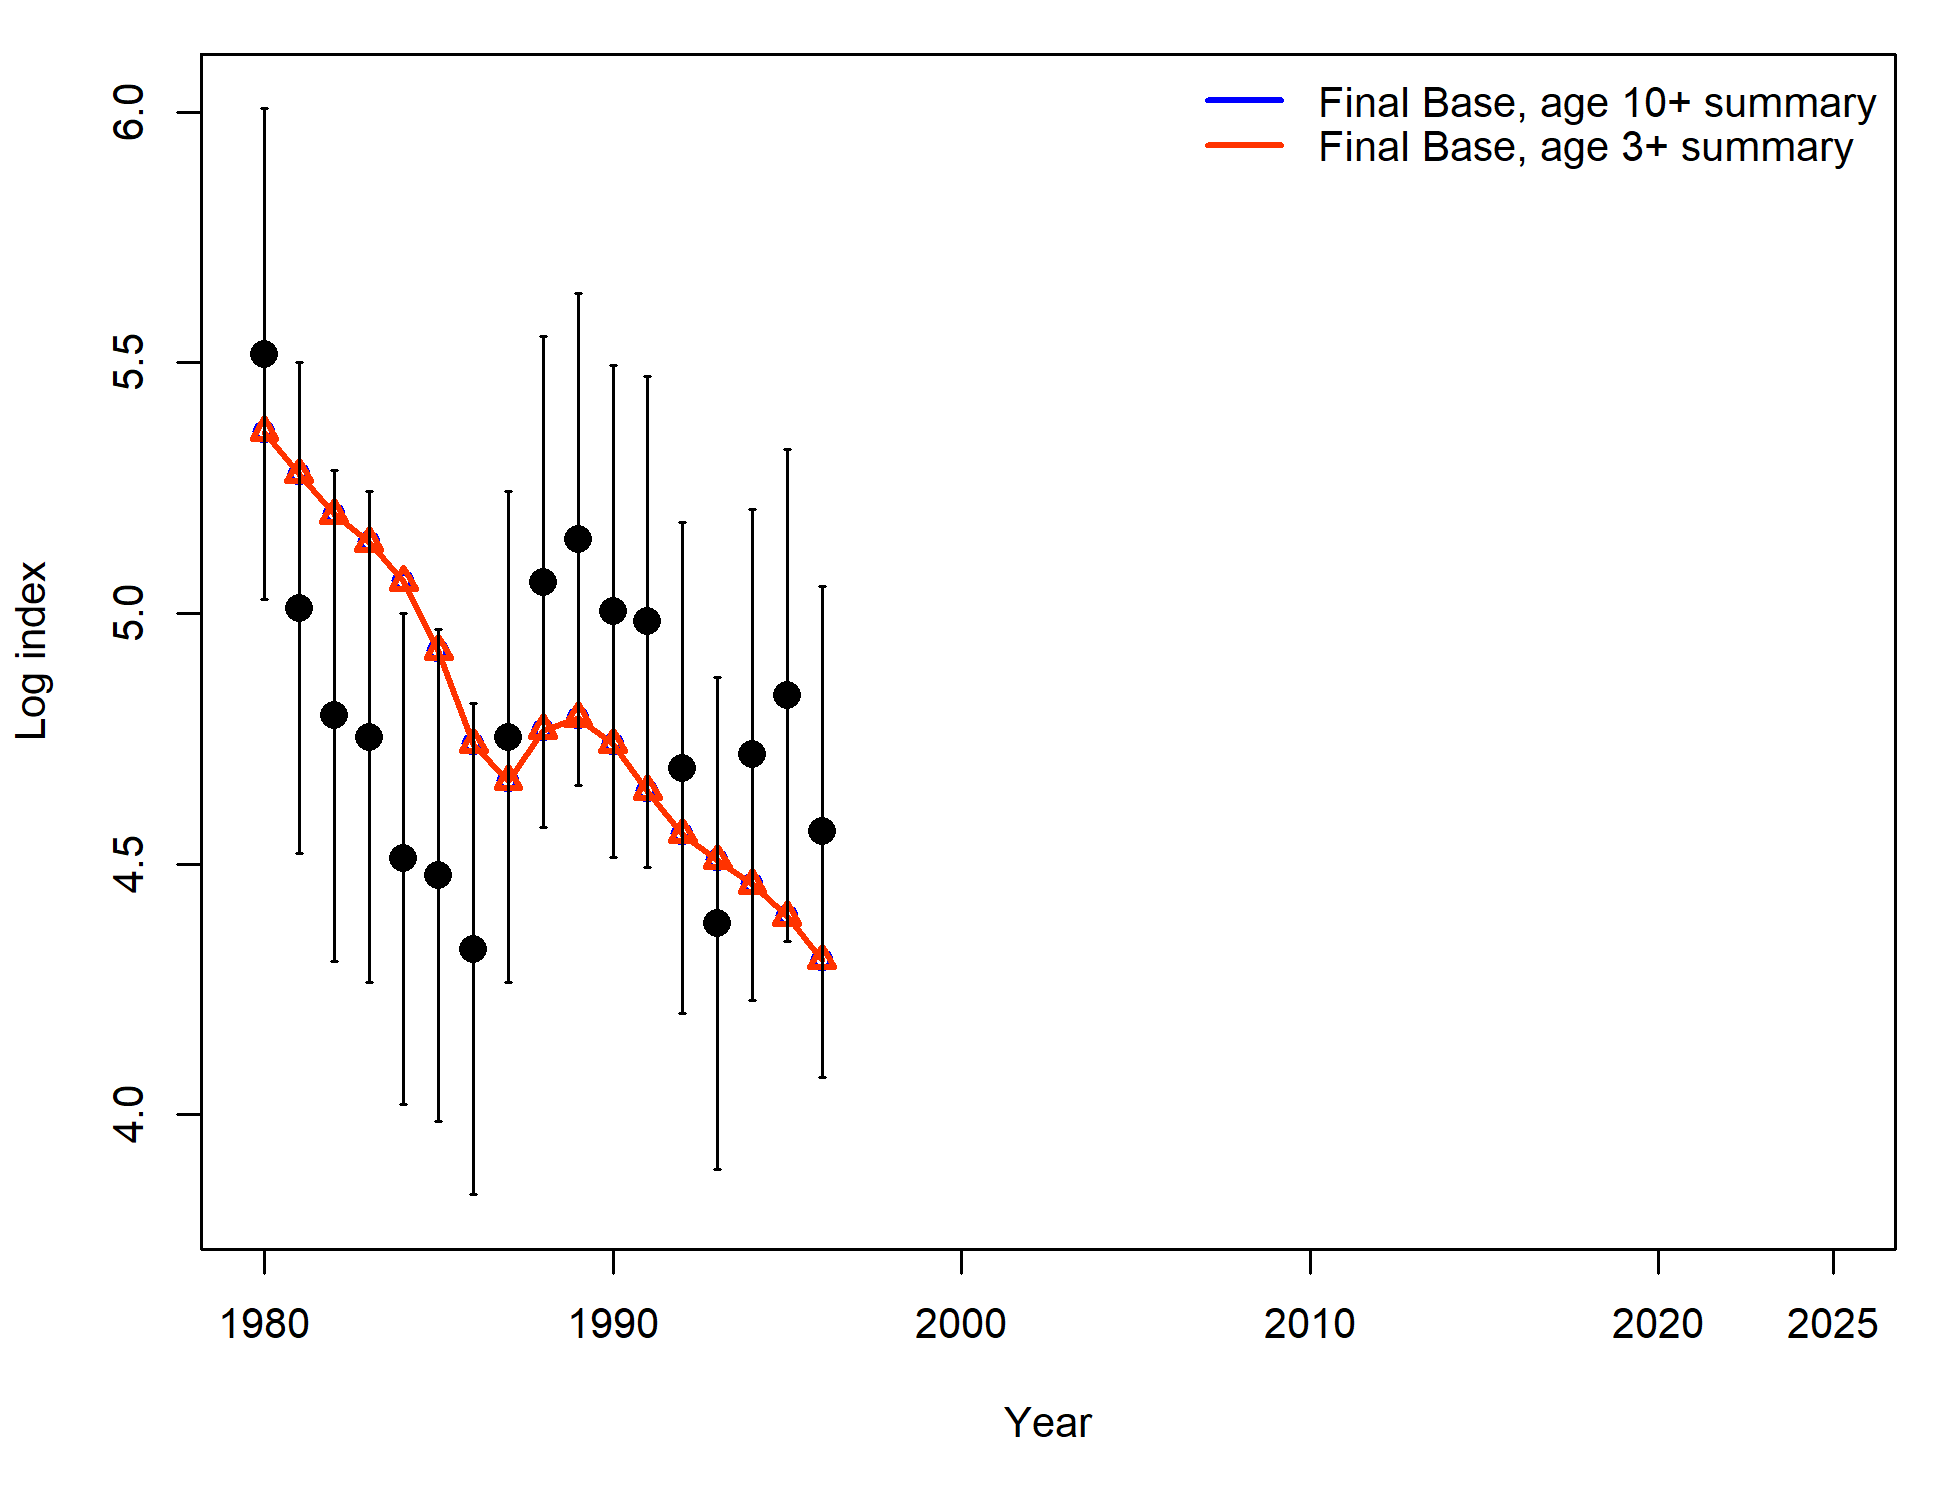 Final Base, age 10+ summary
Final Base, age 3+ summary
6.0
5.5
5.0
4.5
4.0
Log index
1980 1990 2000 2010 2020 2025
Year